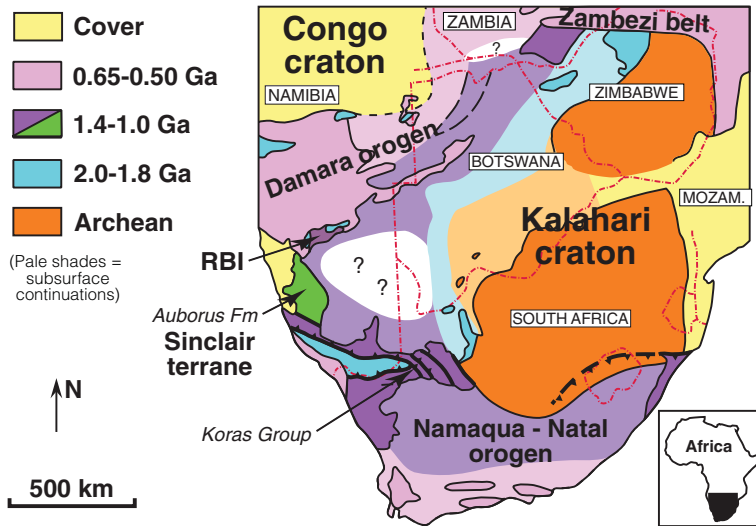 Cover
0.65-0.50 Ga
1.4-1.0 Ga
2.0-1.8 Ga
Archean
(Pale shades =
subsurface
continuations)
N
500 km
Congo
craton
ZAMBIA
Zambezi belt
?
NAMIBIA
ZIMBABWE
Damara orogen
BOTSWANA
MOZAM.
Kalahari
craton
RBI
?
?
Auborus Fm
Sinclair
terrane
SOUTH AFRICA
Koras Group
Namaqua - Natal
orogen
Africa